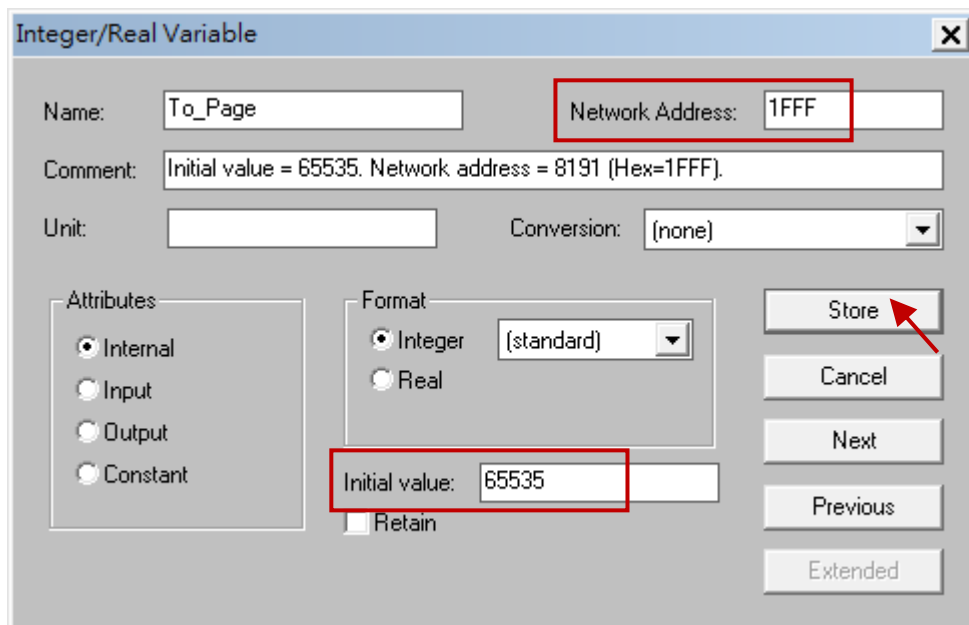 Integer/Real Variable
Name: To_Page Network Address: 1FFF
Comment: Initial value = 65535. Network address = 8191 (Hex=1FFF).
Unit: Conversion: (none)
Attributes
Internal
Input
Output
Constant
Format
Integer (standard)
Real
Initial value: 65535
Retain
Store
Cancel
Next
Previous
Extended